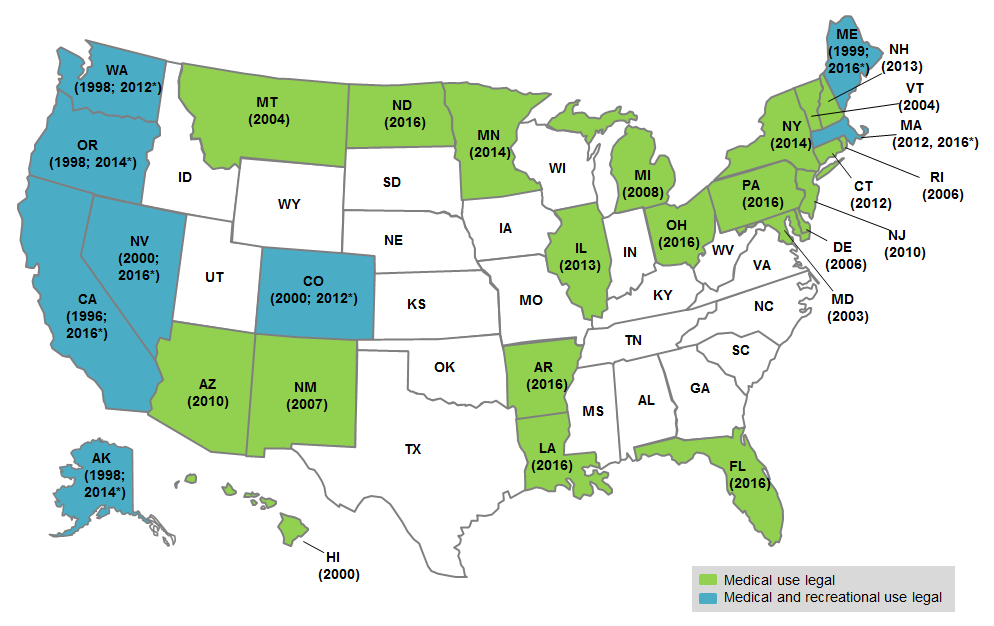 WA
(1998; 2012*)
OR
(1998; 2014*)
CA
(1996;
2016*)
NV
(2000;
2016*)
ID
MT
(2004)
WY
UT
CO
(2000; 2012*)
AZ
(2010)
NM
(2007)
ND
(2016)
SD
NE
KS
OK
TX
MN
(2014)
IA
MO
AR
(2016)
LA
(2016)
WI
IL
(2013)
MI
(2008)
IN
OH
(2016)
KY
TN
MS
AL
GA
FL
(2016)
SC
NC
VA
WV
PA
(2016)
NY
(2014)
ME
(1999;
2016*)
NH
(2013)
VT
(2004)
MA
(2012, 2016*)
RI
(2006)
CT
(2012)
NJ
(2010)
DE
(2006)
MD
(2003)
AK
(1998;
2014*)
HI
(2000)
Medical use legal
Medical and recreational use legal